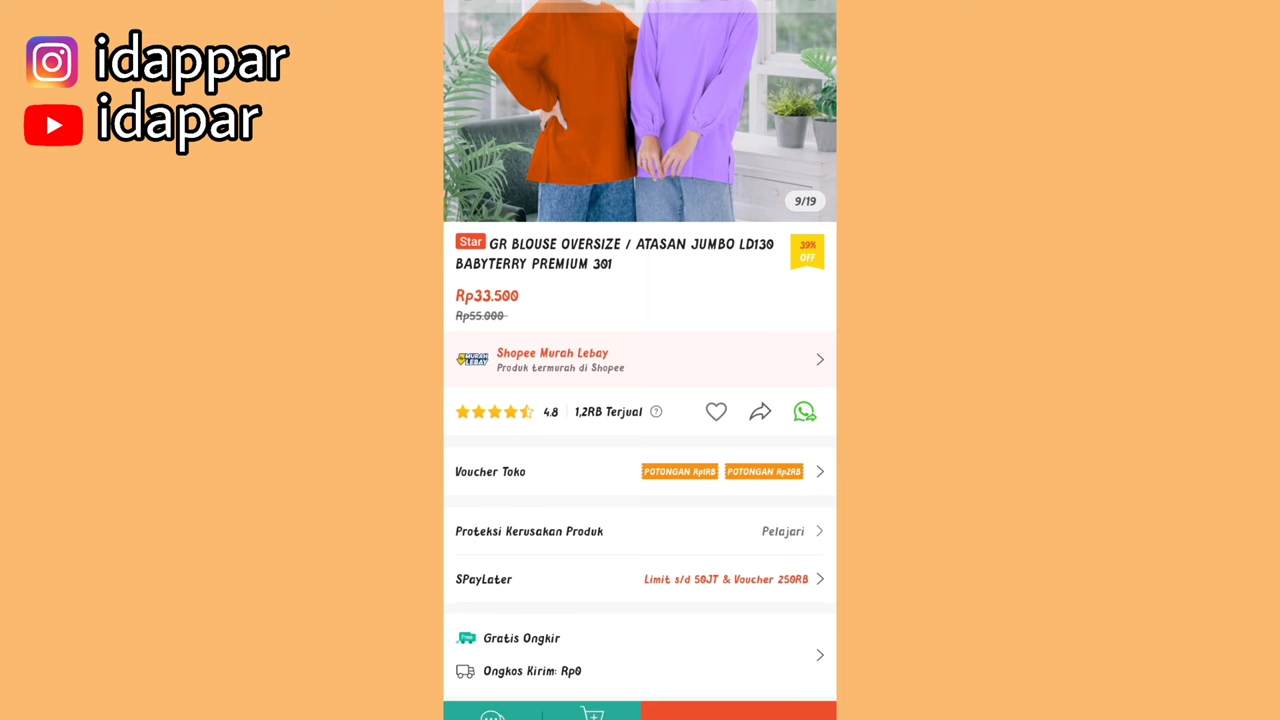 idappar
idapar
9/19
Star GR BLOUSE OVERSIZE / ATASAN JUMBO LD130
BABYTERRY PREMIUM 301
39%
OFF
Rp33.500
Rp55.000
MURAH
LEBAY
Shopee Murah Lebay
Produk termurah di Shopee
4.8
1,2RB Terjual ?
Voucher Toko
POTONGAN Rp1RB POTONGAN Rp2RB
Proteksi Kerusakan Produk
Pelajari
SPayLater
Limit s/d 50JT & Voucher 250RB
Gratis Ongkir
Ongkos Kirim: Rp0